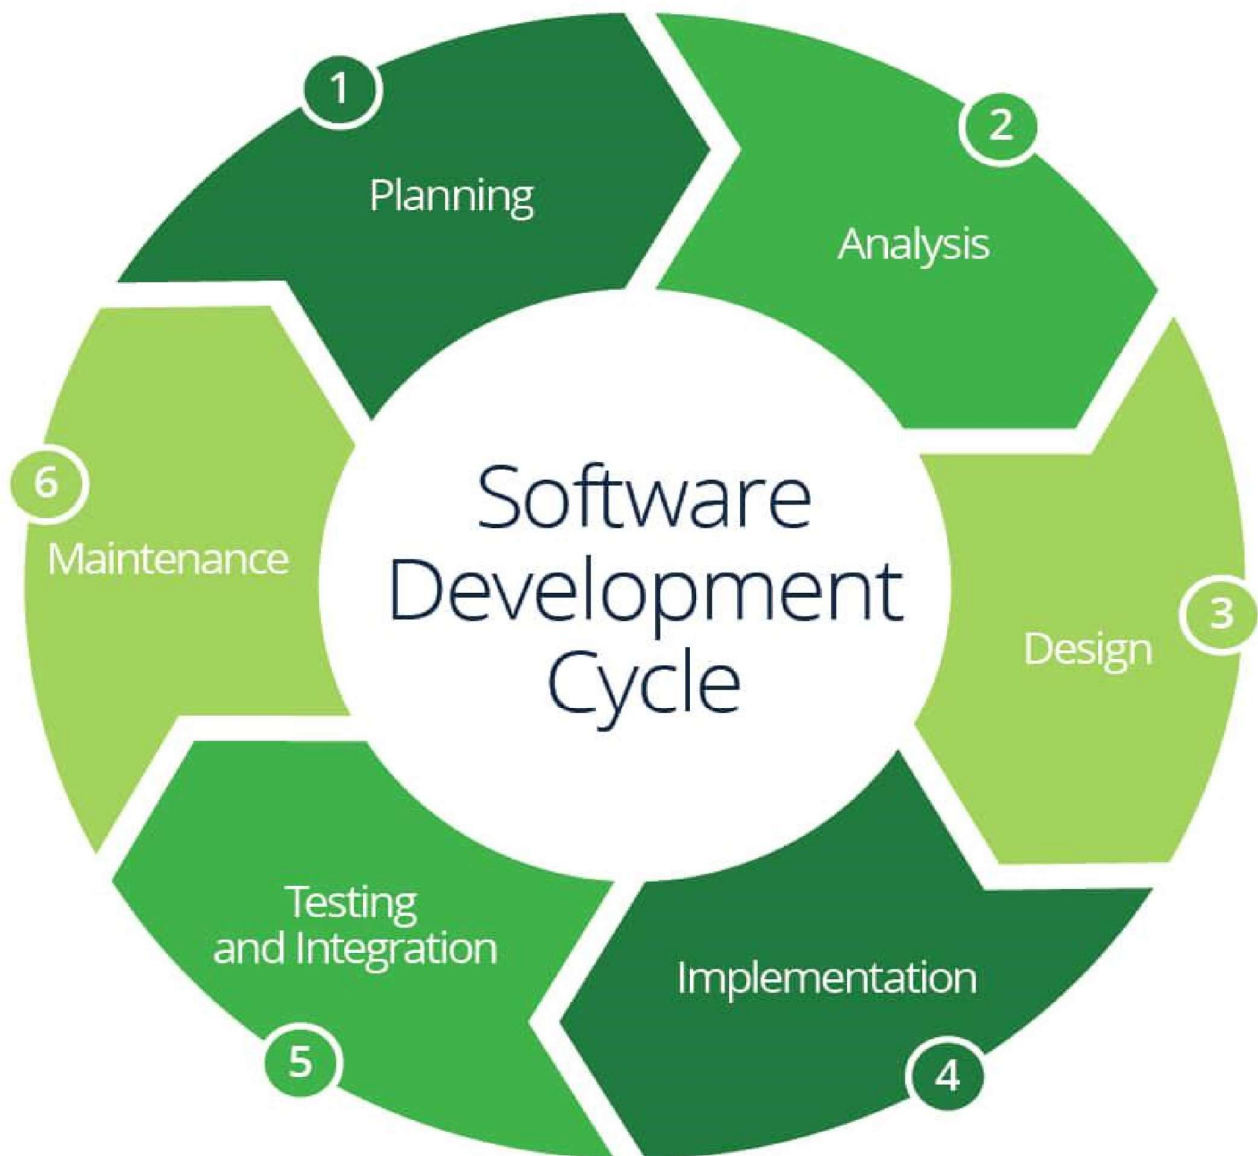 1
Planning
2
Analysis
3
Design
4
Implementation
5
Testing
and Integration
6
Maintenance
Software
Development
Cycle